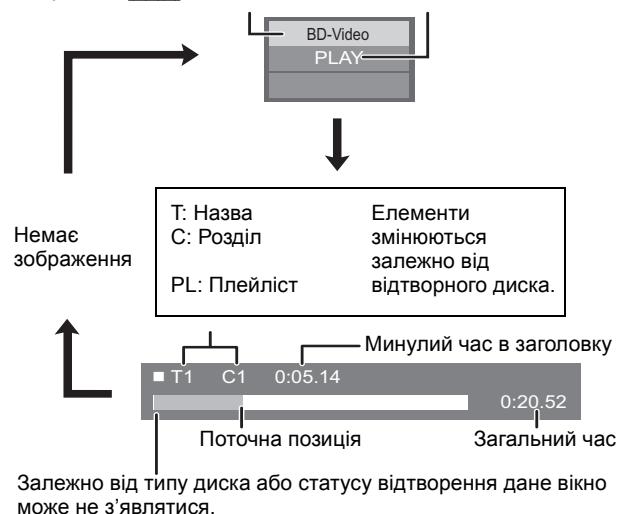 BD-Video
PLAY
Немає
зображення
T: Назва
C: Розділ
PL: Плейліст
Елементи
змінюються
залежно від
відтворного диска.
Минулий час в заголовку
T1 C1 0:05.14
0:20.52
Поточна позиція
Загальний час
Залежно від типу диска або статусу відтворення дане вікно
може не з’являтися.